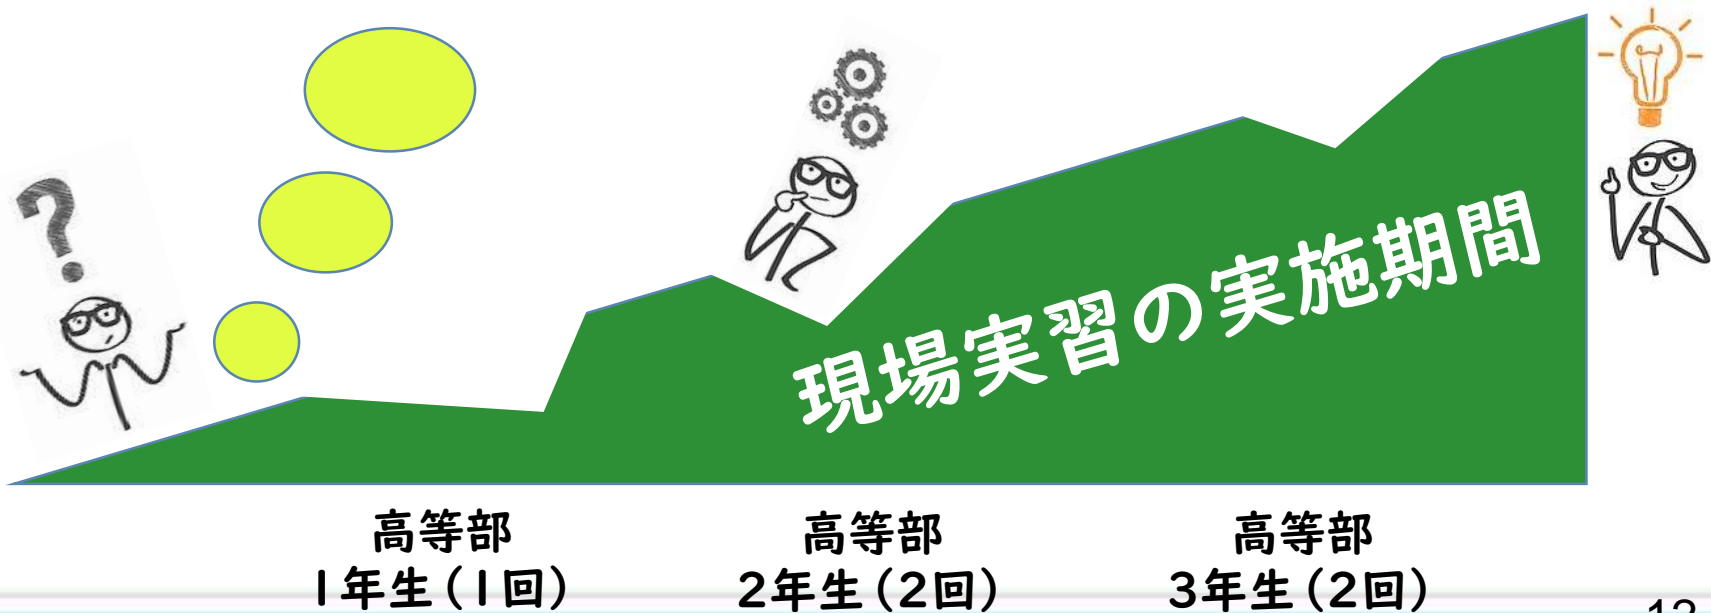 ?
現場実習の実施期間
高等部
1年生(1回)
高等部
2年生(2回)
高等部
3年生(2回)